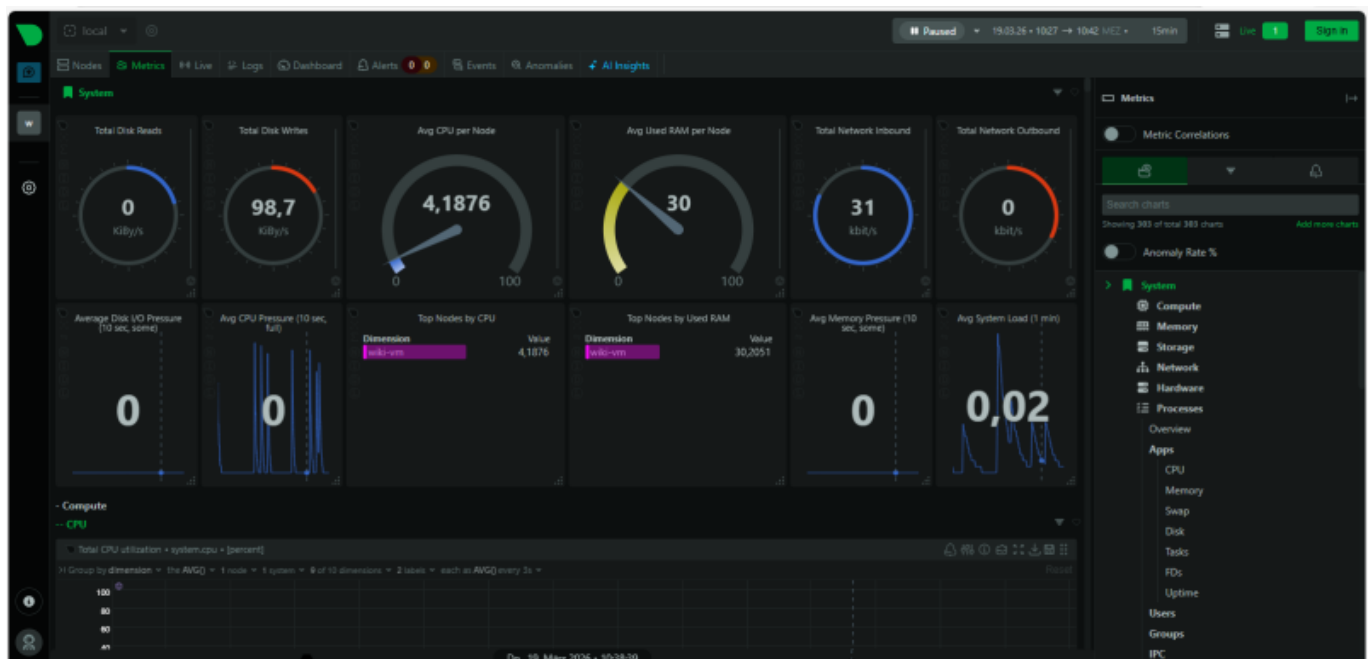 local
Paused 19.03.26 • 10:27 → 10:42 MEZ 15min
Live 1
Sign in
Nodes Metrics Live Logs Dashboard Alerts 0 0 Events Anomalies AI Insights
w
System
Total Disk Reads
0
KiBy/s
Total Disk Writes
98,7
KiBy/s
Avg CPU per Node
4,1876
0 100
Avg Used RAM per Node
30
0 100
Total Network Inbound
31
kbit/s
Total Network Outbound
0
kbit/s
Average Disk I/O Pressure
(10 sec, some)
0
Avg CPU Pressure (10 sec,
full)
0
Top Nodes by CPU
Dimension Value
wiki-vm 4,1876
Top Nodes by Used RAM
Dimension Value
wiki-vm 30,2051
Avg Memory Pressure (10
sec, some)
0
Avg System Load (1 min)
0,02
- Compute
-- CPU
Total CPU utilization • system.cpu • [percent]
Group by dimension the AVG() 1 node 1 system 9 of 10 dimensions 2 labels each as AVG() every 3s
Reset
100
80
60
40
Do., 19. März 2026 • 10:38:39
Metrics
Metric Correlations
Search charts
Showing 303 of total 303 charts Add more charts
Anomaly Rate %
System
Compute
Memory
Storage
Network
Hardware
Processes
Overview
Apps
CPU
Memory
Swap
Disk
Tasks
FDs
Uptime
Users
Groups
IPC